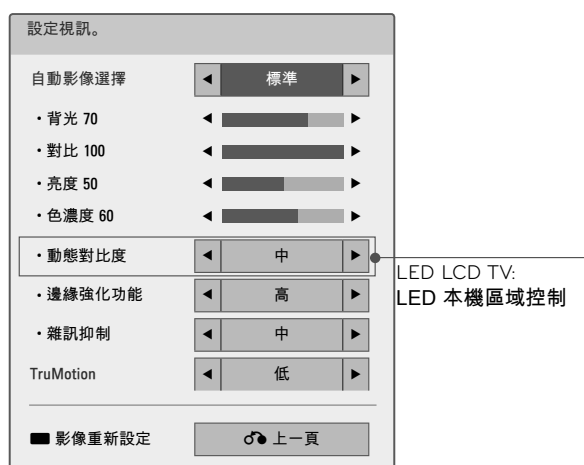 設定視訊。
自動影像選擇 ◄ 標準 ►
・背光 70 ◄ ►
・對比 100 ◄ ►
・亮度 50 ◄ ►
・色濃度 60 ◄ ►
・動態對比度 ◄ 中 ►
LED LCD TV:
LED 本機區域控制
・邊緣強化功能 ◄ 高 ►
・雜訊抑制 ◄ 中 ►
TruMotion ◄ 低 ►
影像重新設定 上一頁